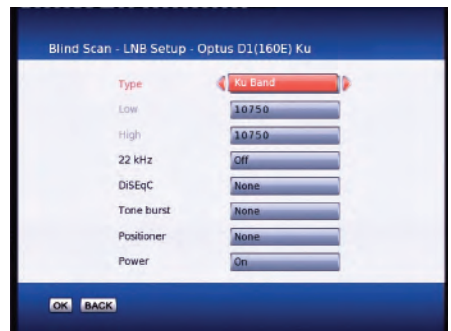 Blind Scan - LNB Setup - Optus D1(160E) Ku
Type Ku Band
Low 10750
High 10750
22 kHz Off
DiSEqC None
Tone burst None
Positioner None
Power On
OK BACK